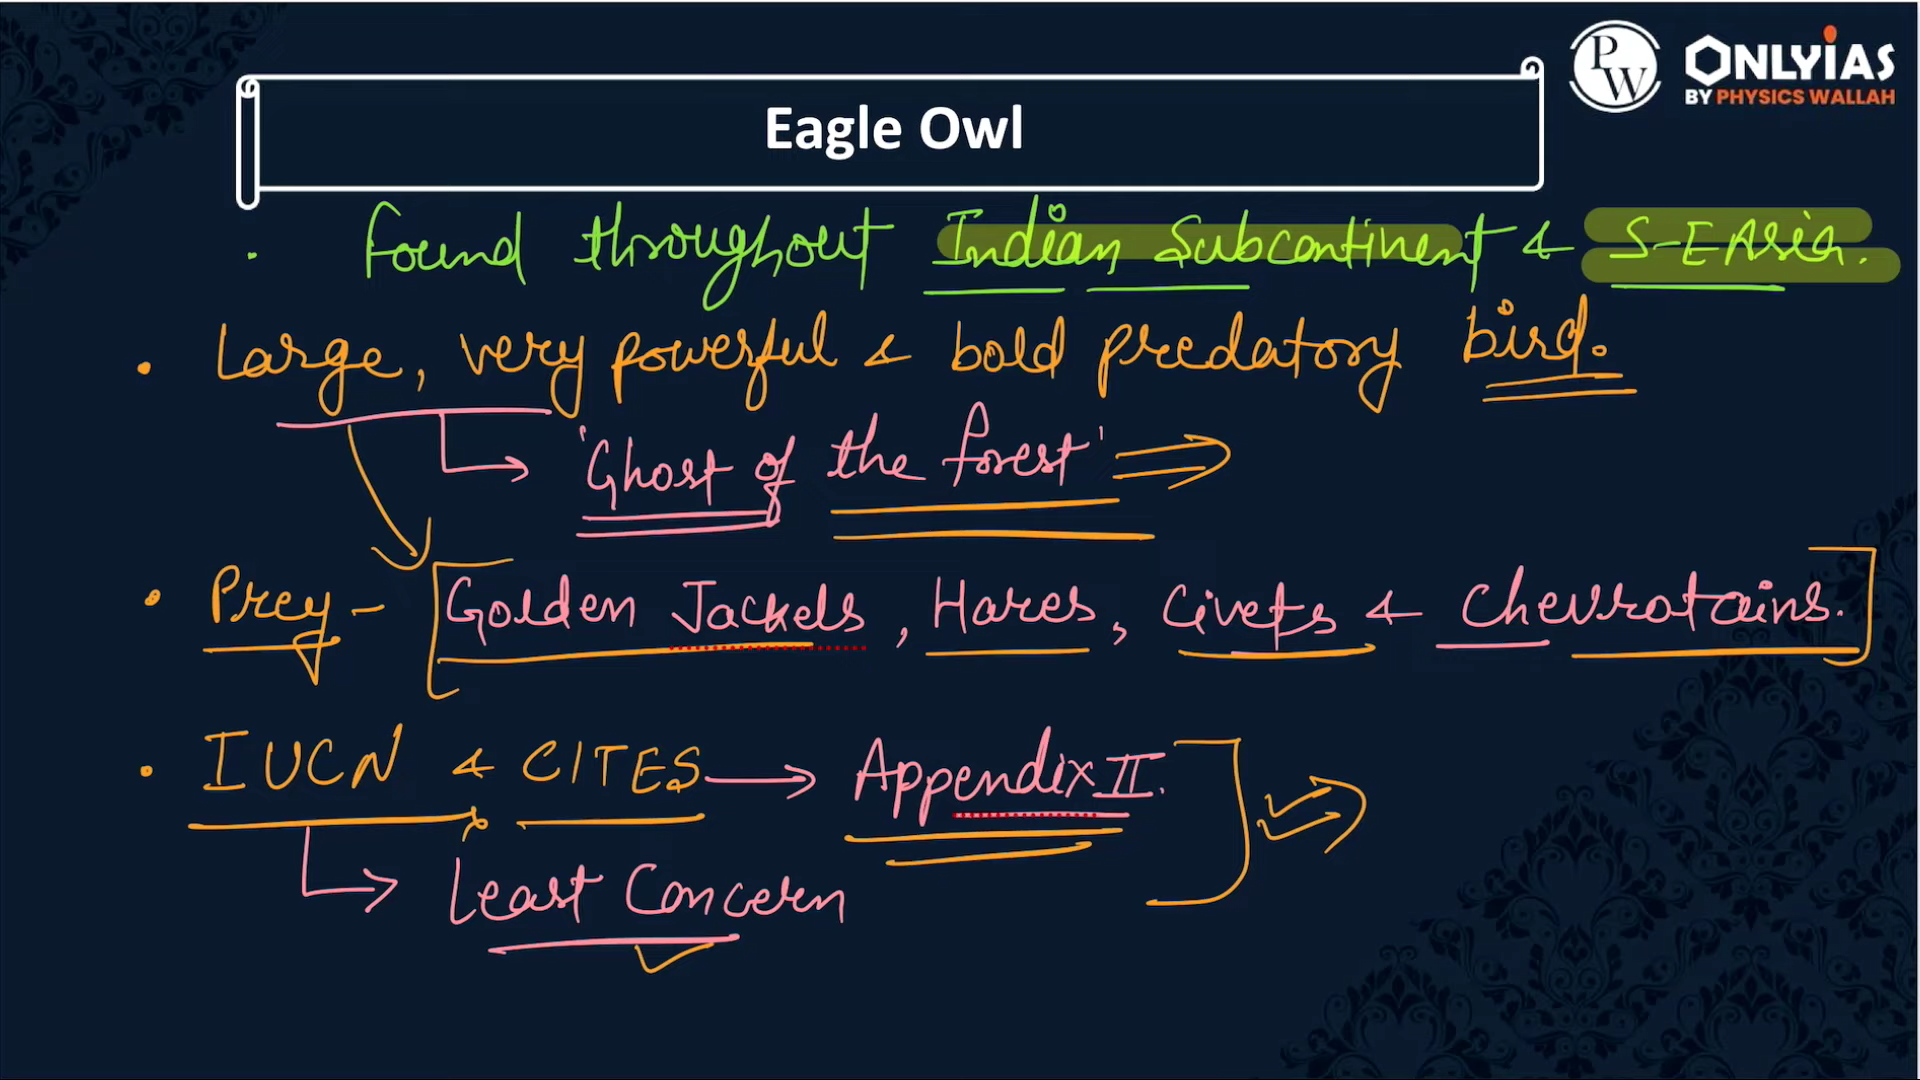 PW ONLYIAS
BY PHYSICS WALLAH
Eagle Owl
. Found throughout Indian Subcontinent & S-E Asia.
. Large, very powerful & bold predatory bird.
'Ghost of the forest'
. Prey - [Golden Jackels, Hares, Civets & Chevrotains.]
. IUCN & CITES → Appendix II.
Least Concern